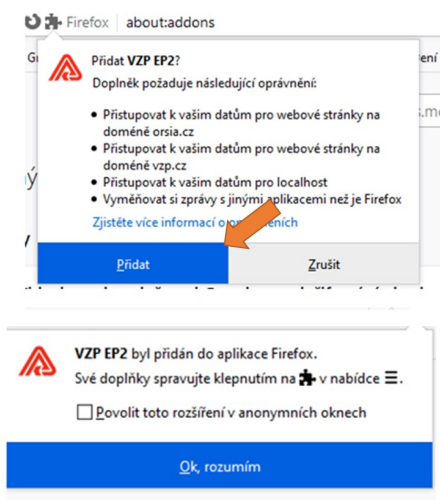 Firefox about:addons
Přidat VZP EP2?
Doplněk požaduje následující oprávnění:
• Přistupovat k vašim datům pro webové stránky na
doméně orsia.cz
• Přistupovat k vašim datům pro webové stránky na
doméně vzp.cz
• Přistupovat k vašim datům pro localhost
• Vyměňovat si zprávy s jinými aplikacemi než je Firefox
Zjistěte více informací o
Přidat Zrušit
VZP EP2 byl přidán do aplikace Firefox.
Své doplňky spravujte klepnutím na v nabídce ☰.
Povolit toto rozšíření v anonymních oknech
Ok, rozumím